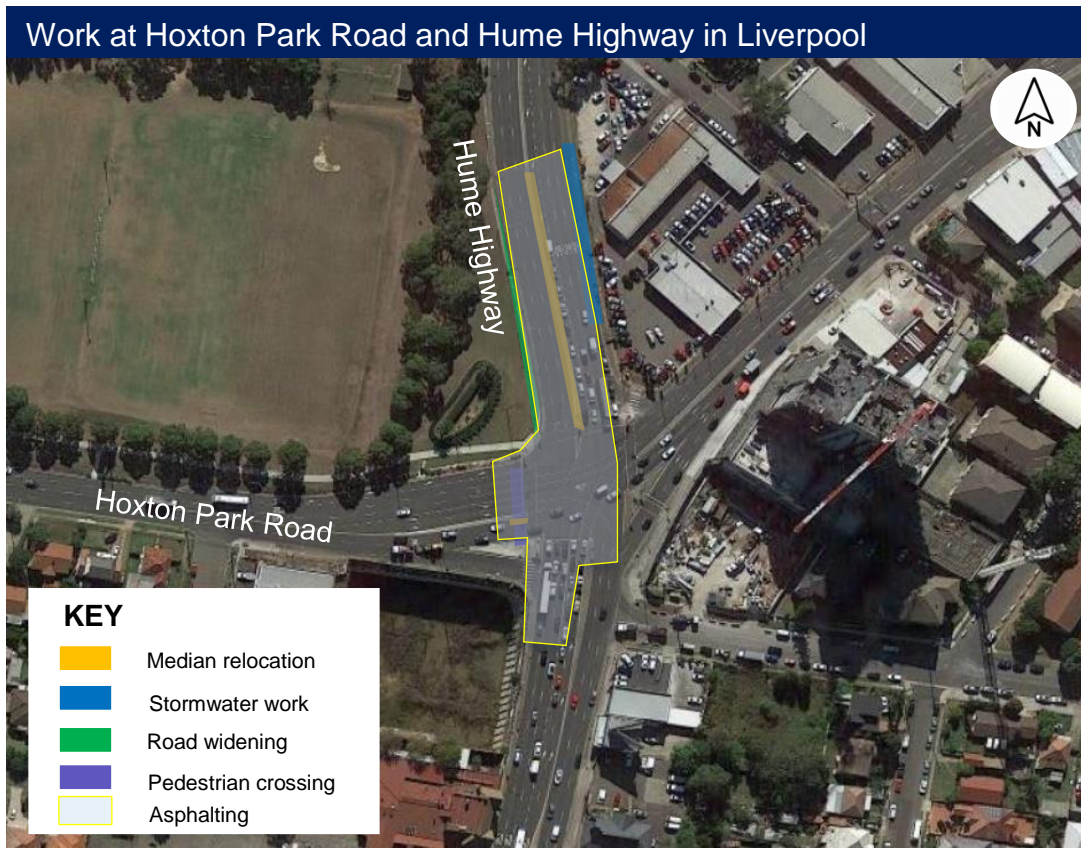 Work at Hoxton Park Road and Hume Highway in Liverpool
N
Hume Highway
Hoxton Park Road
KEY
Median relocation
Stormwater work
Road widening
Pedestrian crossing
Asphalting